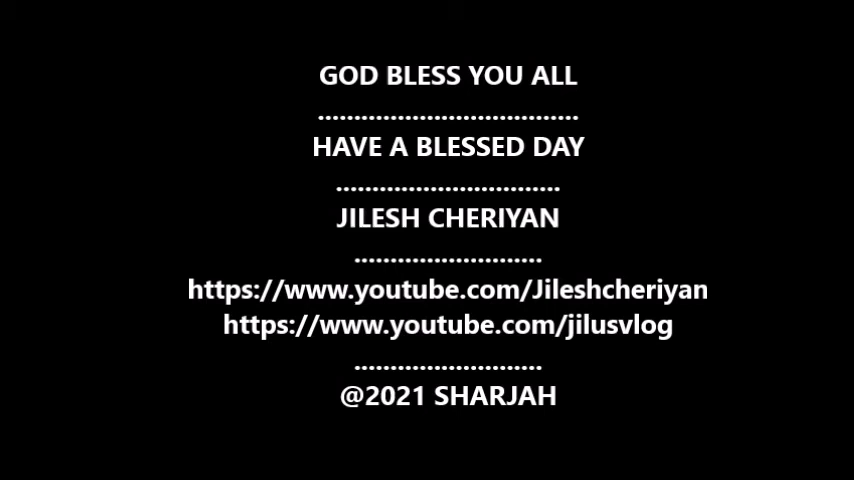 GOD BLESS YOU ALL
....................................
HAVE A BLESSED DAY
...............................
JILESH CHERIYAN
..........................
https://www.youtube.com/Jileshcheriyan
https://www.youtube.com/jilusvlog
..........................
@2021 SHARJAH